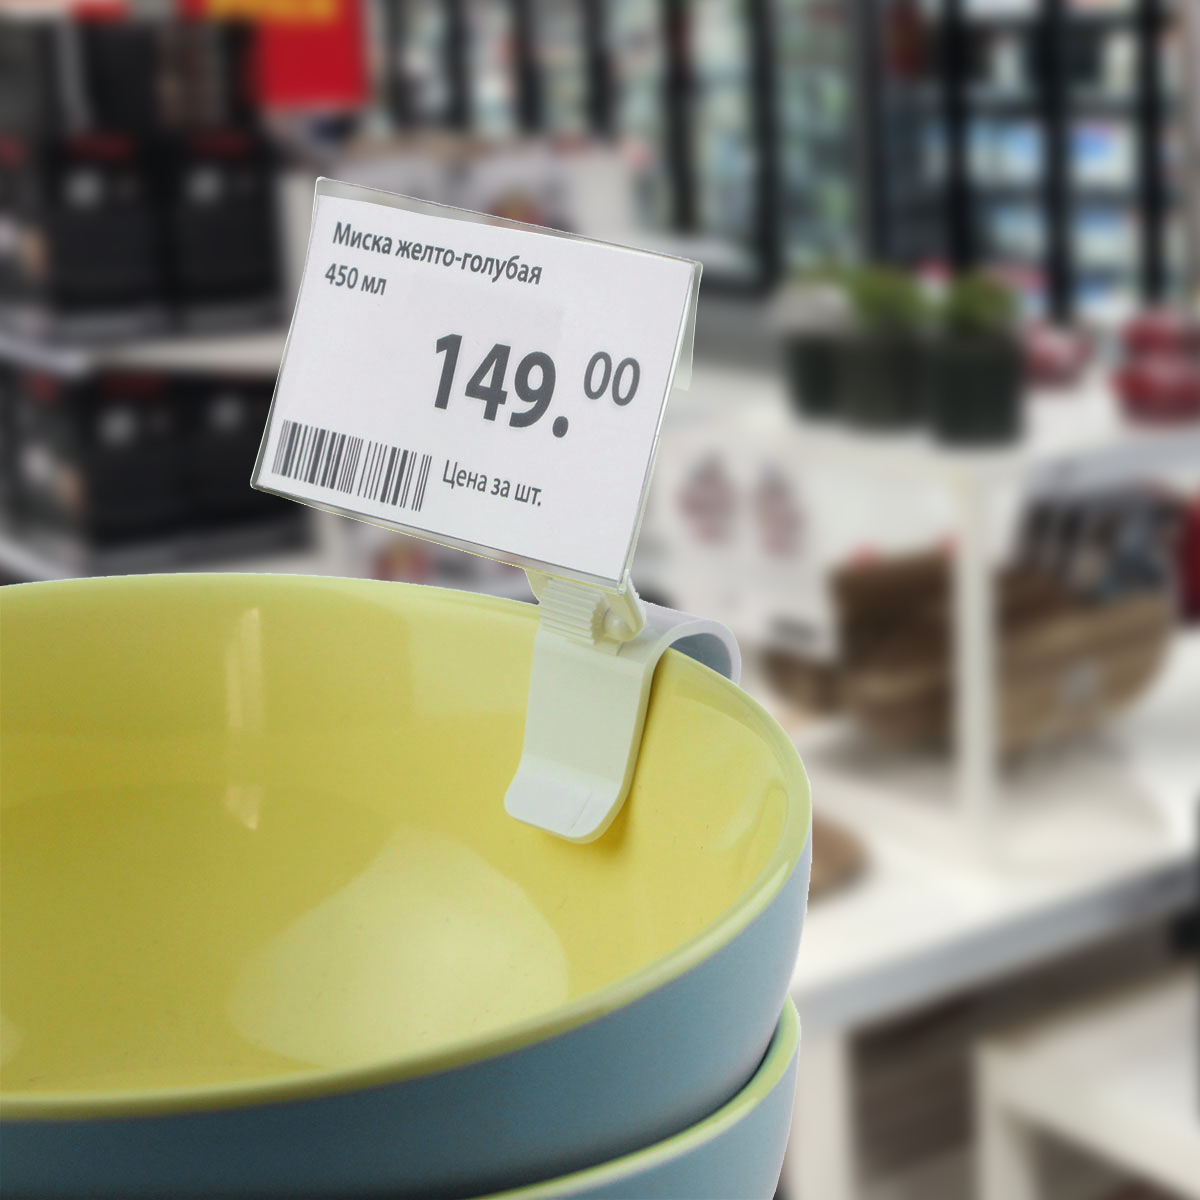 Миска желто-голубая
450 мл
149.00
Цена за шт.